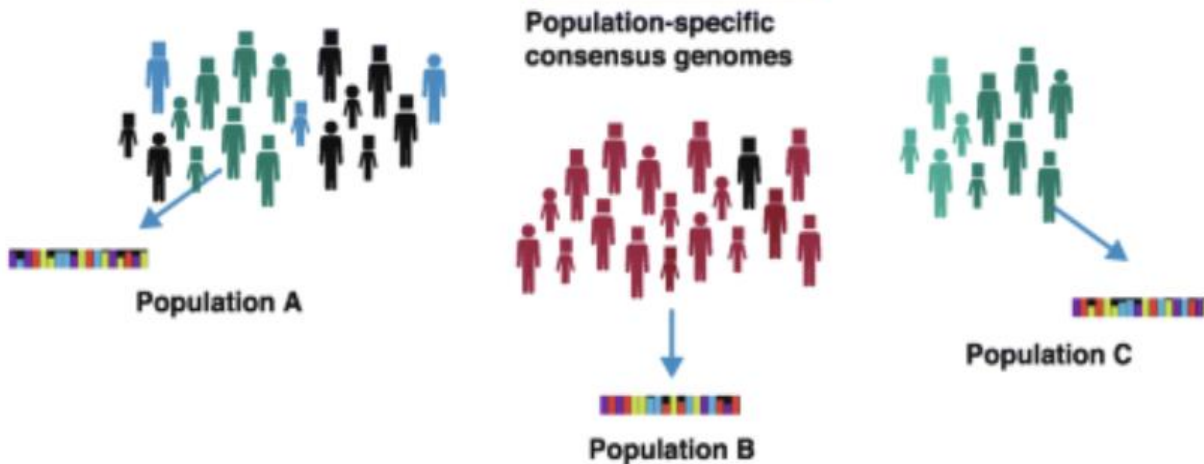 Population-specific
consensus genomes
Population A
Population B
Population C